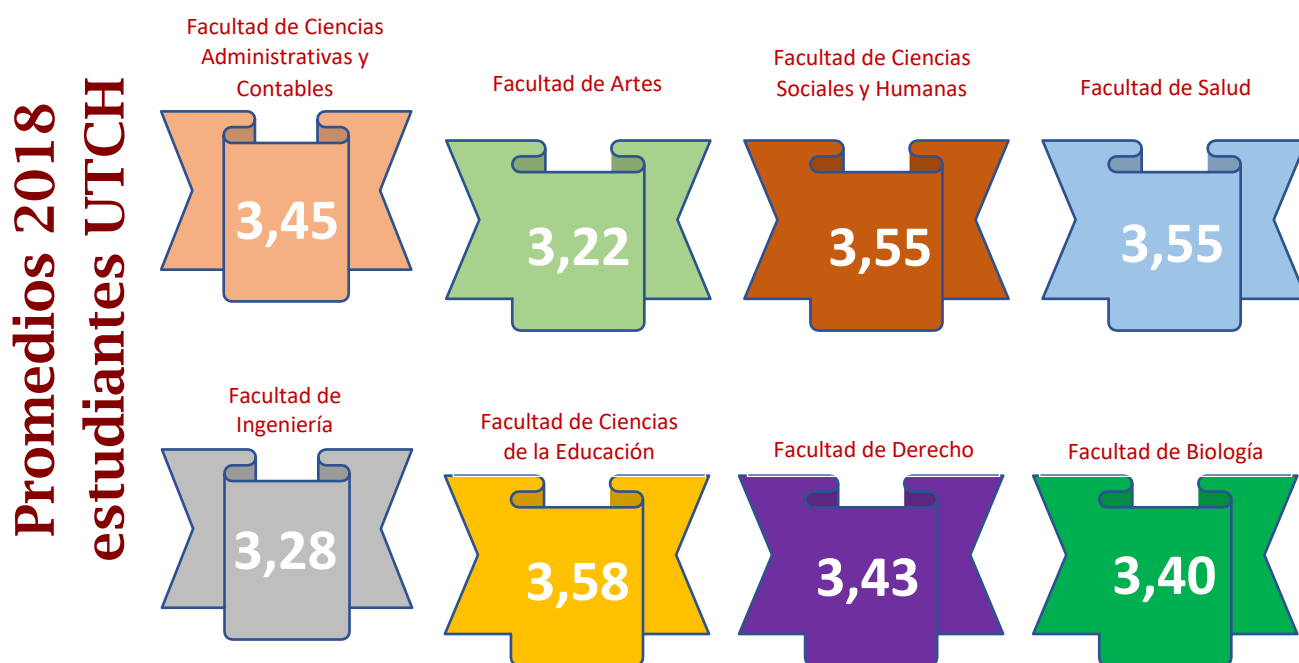 Promedios 2018
estudiantes UTCH
Facultad de Ciencias
Administrativas y
Contables
3,45
Facultad de Artes
3,22
Facultad de Ciencias
Sociales y Humanas
3,55
Facultad de Salud
3,55
Facultad de
Ingeniería
3,28
Facultad de Ciencias
de la Educación
3,58
Facultad de Derecho
3,43
Facultad de Biología
3,40